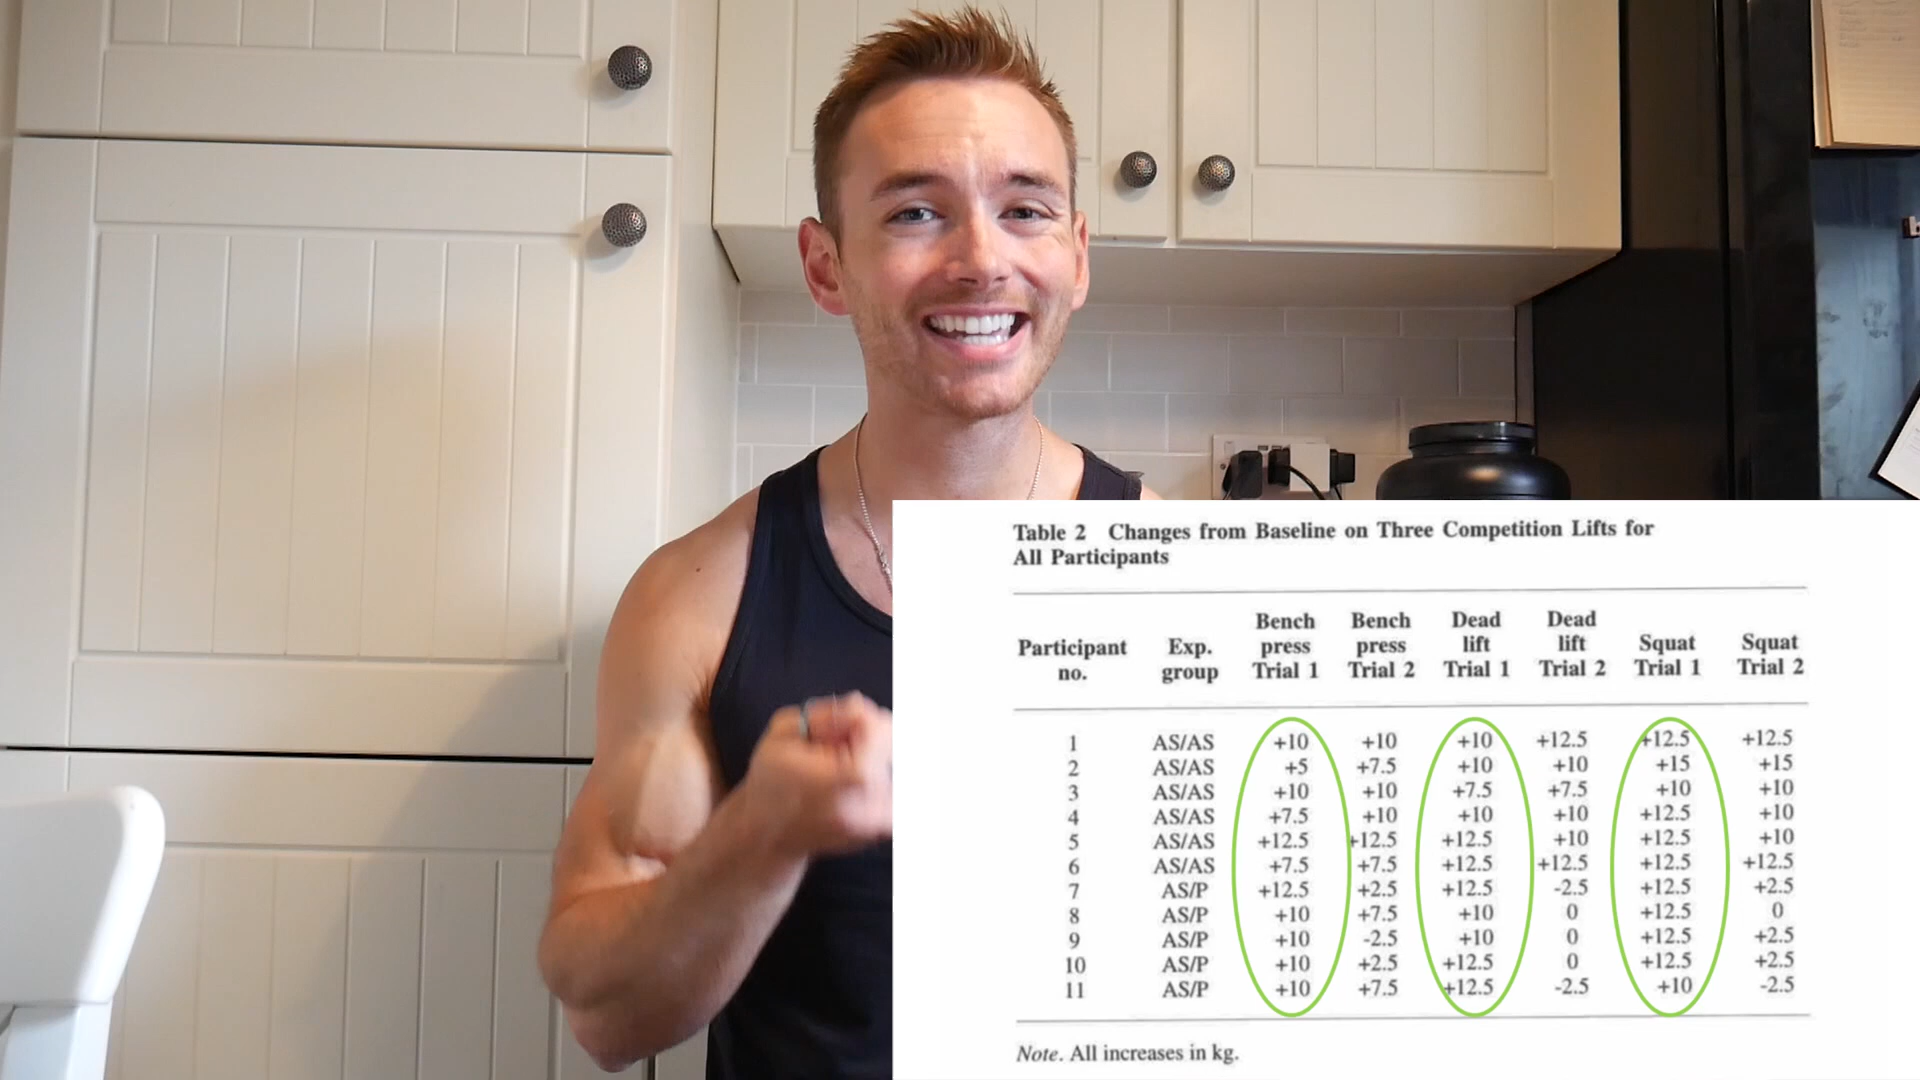 Table 2 Changes from Baseline on Three Competition Lifts for
All Participants
Participant no. Exp. group Bench press Trial 1 Bench press Trial 2 Dead lift Trial 1 Dead lift Trial 2 Squat Trial 1 Squat Trial 2
1 AS/AS +10 +10 +10 +12.5 +12.5 +12.5
2 AS/AS +5 +7.5 +10 +10 +15 +15
3 AS/AS +10 +10 +7.5 +7.5 +10 +10
4 AS/AS +7.5 +10 +10 +10 +12.5 +10
5 AS/AS +12.5 +12.5 +12.5 +10 +12.5 +10
6 AS/AS +7.5 +7.5 +12.5 +12.5 +12.5 +12.5
7 AS/P +12.5 +2.5 +12.5 -2.5 +12.5 +2.5
8 AS/P +10 +7.5 +10 0 +12.5 0
9 AS/P +10 -2.5 +10 0 +12.5 +2.5
10 AS/P +10 +2.5 +12.5 0 +12.5 +2.5
11 AS/P +10 +7.5 +12.5 -2.5 +10 -2.5
Note. All increases in kg.